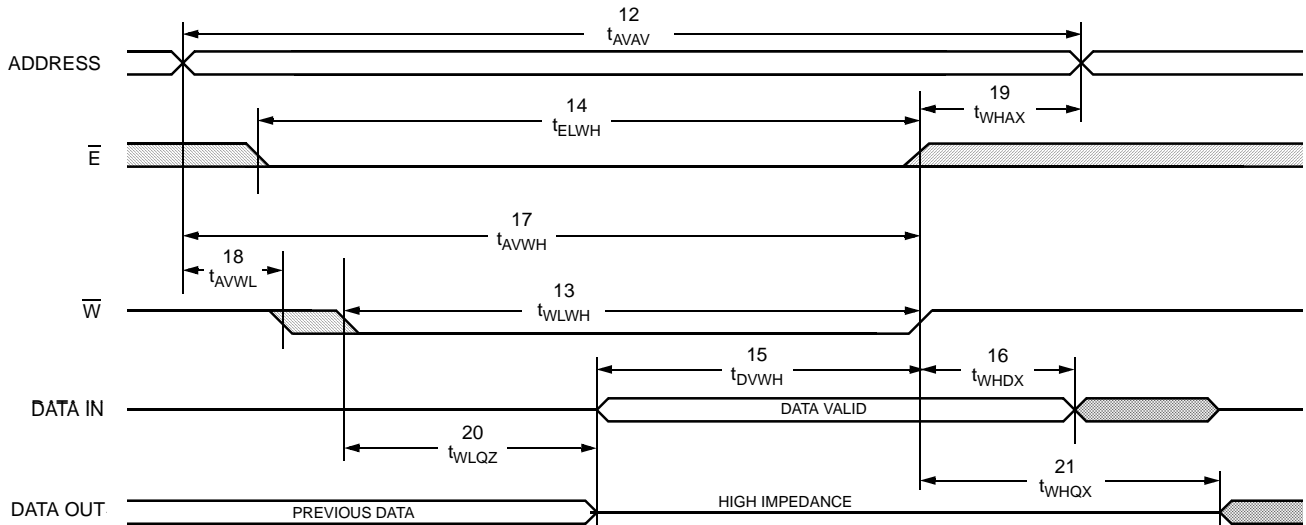 12
tAVAV
ADDRESS
14
tELWH
19
tWHAX
E
17
tAVWH
18
tAVWL
13
tWLWH
W
15
tDVWH
16
tWHDX
DATA IN
DATA VALID
20
tWLQZ
21
tWHQX
DATA OUT
PREVIOUS DATA
HIGH IMPEDANCE